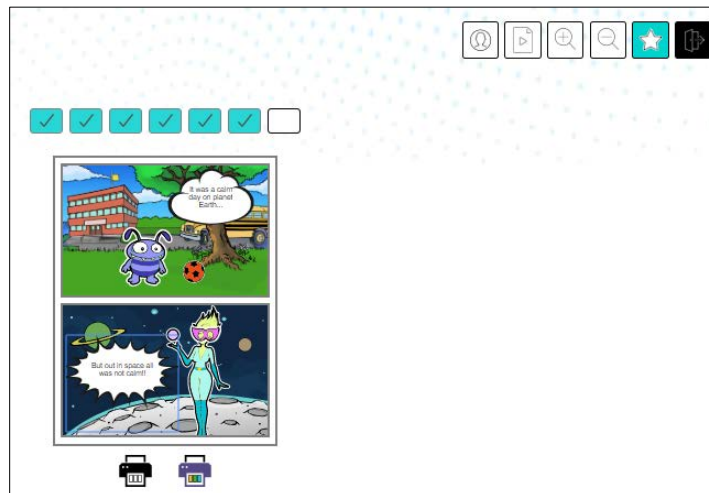 It was a calm
day on planet
Earth...
But out in space all
was not calm!!